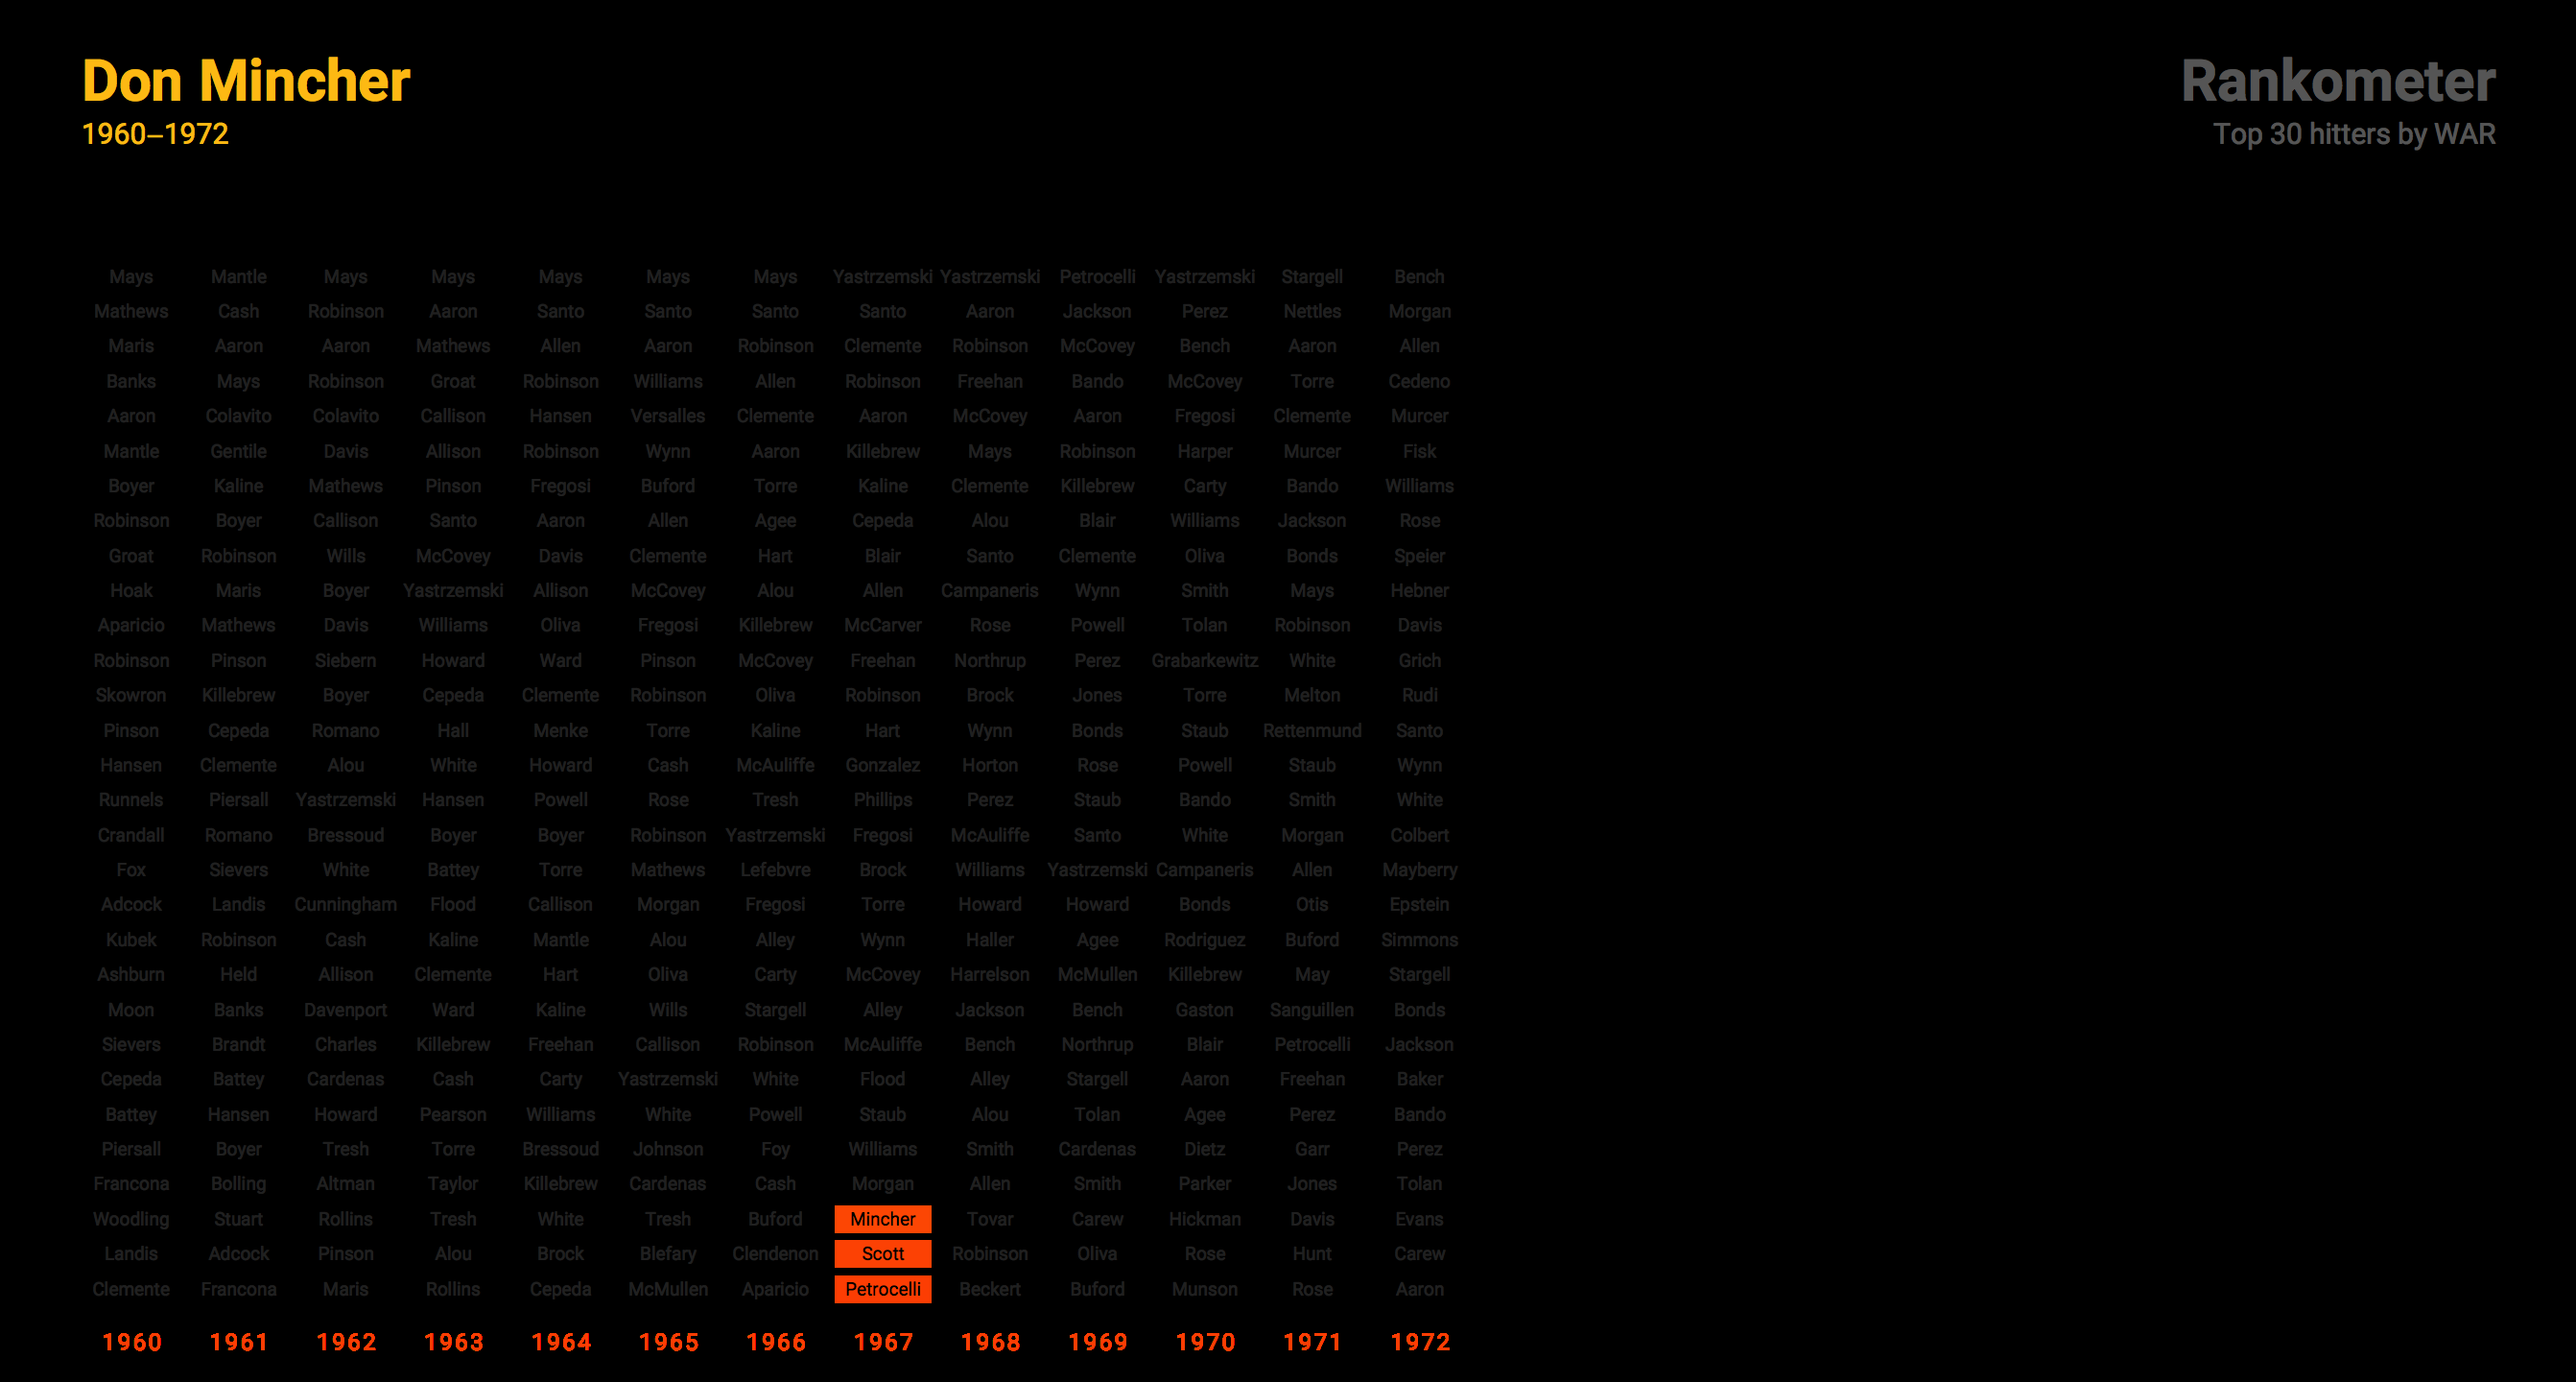 Don Mincher
1960–1972
Rankometer
Top 30 hitters by WAR
Mays Mantle Mays Mays Mays Mays Mays Yastrzemski Yastrzemski Petrocelli Yastrzemski Stargell Bench
Mathews Cash Robinson Aaron Santo Santo Santo Santo Aaron Jackson Perez Nettles Morgan
Maris Aaron Aaron Mathews Allen Aaron Robinson Clemente Robinson McCovey Bench Aaron Allen
Banks Mays Robinson Groat Robinson Williams Allen Robinson Freehan Bando McCovey Torre Cedeno
Aaron Colavito Colavito Callison Hansen Versalles Clemente Aaron McCovey Aaron Fregosi Clemente Murcer
Mantle Gentile Davis Allison Robinson Wynn Aaron Killebrew Mays Robinson Harper Murcer Fisk
Boyer Kaline Mathews Pinson Fregosi Buford Torre Kaline Clemente Killebrew Carty Bando Williams
Robinson Boyer Callison Santo Aaron Allen Agee Cepeda Alou Blair Williams Jackson Rose
Groat Robinson Wills McCovey Davis Clemente Hart Blair Santo Clemente Oliva Bonds Speier
Hoak Maris Boyer Yastrzemski Allison McCovey Alou Allen Campaneris Wynn Smith Mays Hebner
Aparicio Mathews Davis Williams Oliva Fregosi Killebrew McCarver Rose Powell Tolan Robinson Davis
Robinson Pinson Siebern Howard Ward Pinson McCovey Freehan Northrup Perez Grabarkewitz White Grich
Skowron Killebrew Boyer Cepeda Clemente Robinson Oliva Robinson Brock Jones Torre Melton Rudi
Pinson Cepeda Romano Hall Menke Torre Kaline Hart Wynn Bonds Staub Rettenmund Santo
Hansen Clemente Alou White Howard Cash McAuliffe Gonzalez Horton Rose Powell Staub Wynn
Runnels Piersall Yastrzemski Hansen Powell Rose Tresh Phillips Perez Staub Bando Smith White
Crandall Romano Bressoud Boyer Boyer Robinson Yastrzemski Fregosi McAuliffe Santo White Morgan Colbert
Fox Sievers White Battey Torre Mathews Lefebvre Brock Williams Yastrzemski Campaneris Allen Mayberry
Adcock Landis Cunningham Flood Callison Morgan Fregosi Torre Howard Howard Bonds Otis Epstein
Kubek Robinson Cash Kaline Mantle Alou Alley Wynn Haller Agee Rodriguez Buford Simmons
Ashburn Held Allison Clemente Hart Oliva Carty McCovey Harrelson McMullen Killebrew May Stargell
Moon Banks Davenport Ward Kaline Wills Stargell Alley Jackson Bench Gaston Sanguillen Bonds
Sievers Brandt Charles Killebrew Freehan Callison Robinson McAuliffe Bench Northrup Blair Petrocelli Jackson
Cepeda Battey Cardenas Cash Carty Yastrzemski White Flood Alley Stargell Aaron Freehan Baker
Battey Hansen Howard Pearson Williams White Powell Staub Alou Tolan Agee Perez Bando
Piersall Boyer Tresh Torre Bressoud Johnson Foy Williams Smith Cardenas Dietz Garr Perez
Francona Bolling Altman Taylor Killebrew Cardenas Cash Morgan Allen Smith Parker Jones Tolan
Woodling Stuart Rollins Tresh White Tresh Buford Mincher Tovar Carew Hickman Davis Evans
Landis Adcock Pinson Alou Brock Blefary Clendenon Scott Robinson Oliva Rose Hunt Carew
Clemente Francona Maris Rollins Cepeda McMullen Aparicio Petrocelli Beckert Buford Munson Rose Aaron
1960 1961 1962 1963 1964 1965 1966 1967 1968 1969 1970 1971 1972